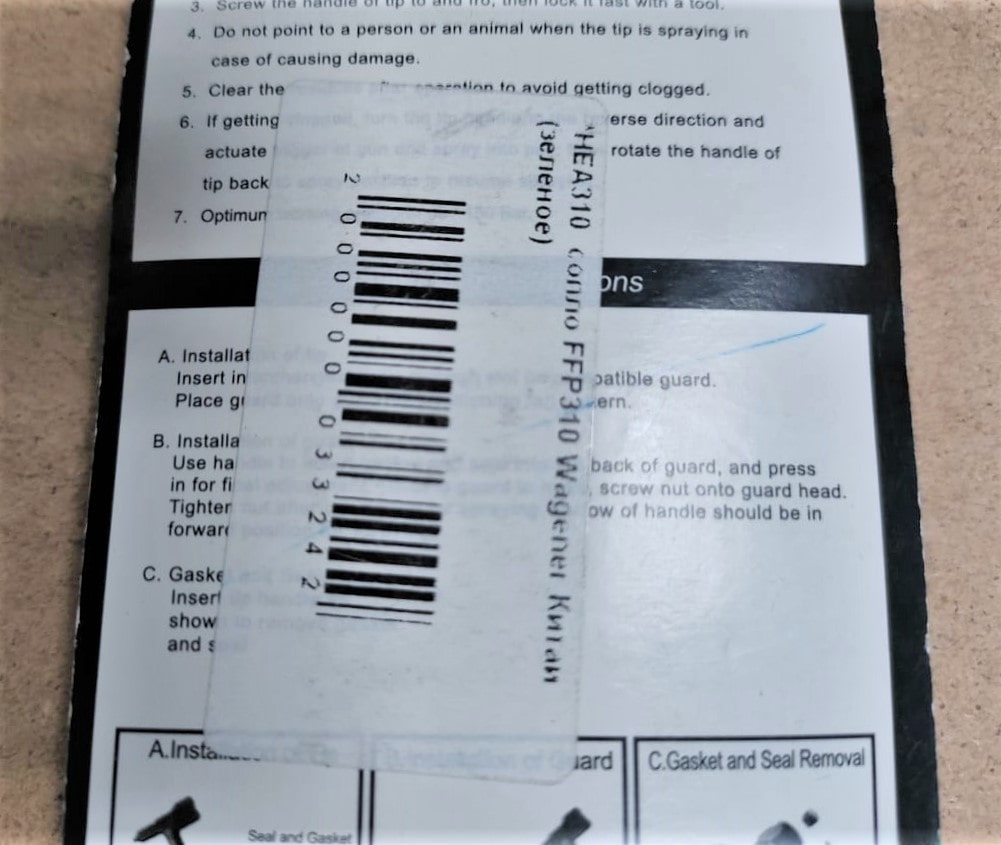 3. Screw the handle of tip to and fro, then lock it fast with a tool.
4. Do not point to a person or an animal when the tip is spraying in
case of causing damage.
5. Clear the operation to avoid getting clogged.
6. If getting erse direction and
actuate rotate the handle of
tip back
7. Optimun
ons
A. Installat
Insert in patible guard.
Place gu ern.
B. Installa
Use ha back of guard, and press
in for fi , screw nut onto guard head.
Tighter ow of handle should be in
forward
C. Gaske
Insert
show
and s
*HEA310 сопло FFP310 Wagener Китай
(зеленое)
2 000000 033242
A.Insta
uard
C.Gasket and Seal Removal
Seal and Gasket